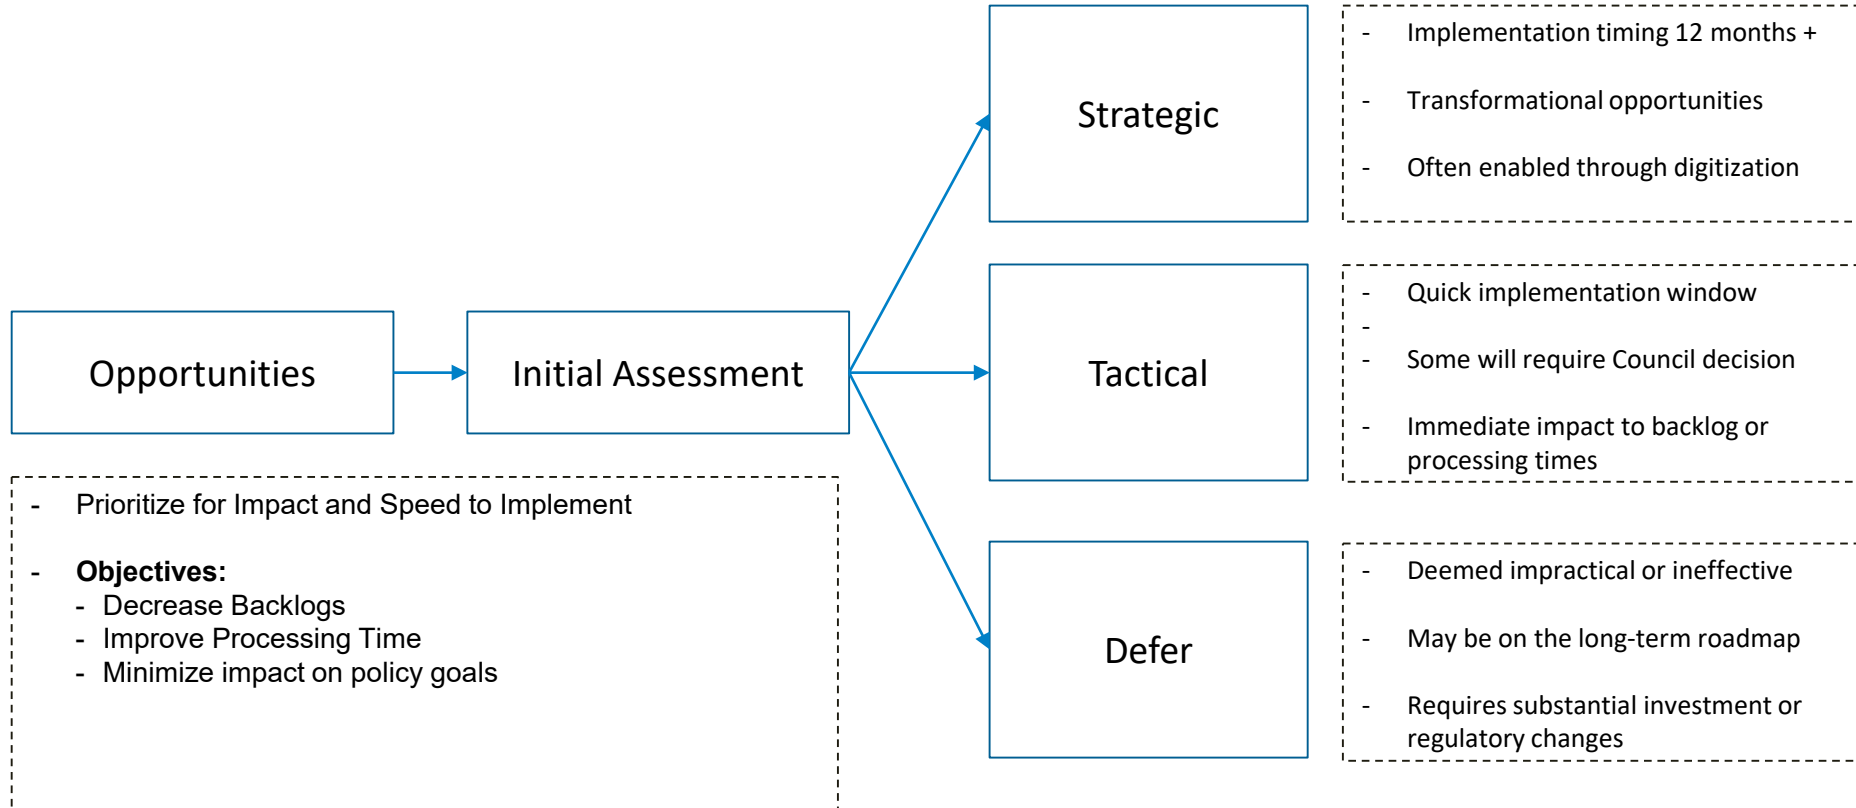 Opportunities
Initial Assessment
- Prioritize for Impact and Speed to Implement
- Objectives:
- Decrease Backlogs
- Improve Processing Time
- Minimize impact on policy goals
Strategic
- Implementation timing 12 months +
- Transformational opportunities
- Often enabled through digitization
Tactical
- Quick implementation window
-
- Some will require Council decision
- Immediate impact to backlog or
processing times
Defer
- Deemed impractical or ineffective
- May be on the long-term roadmap
- Requires substantial investment or
regulatory changes